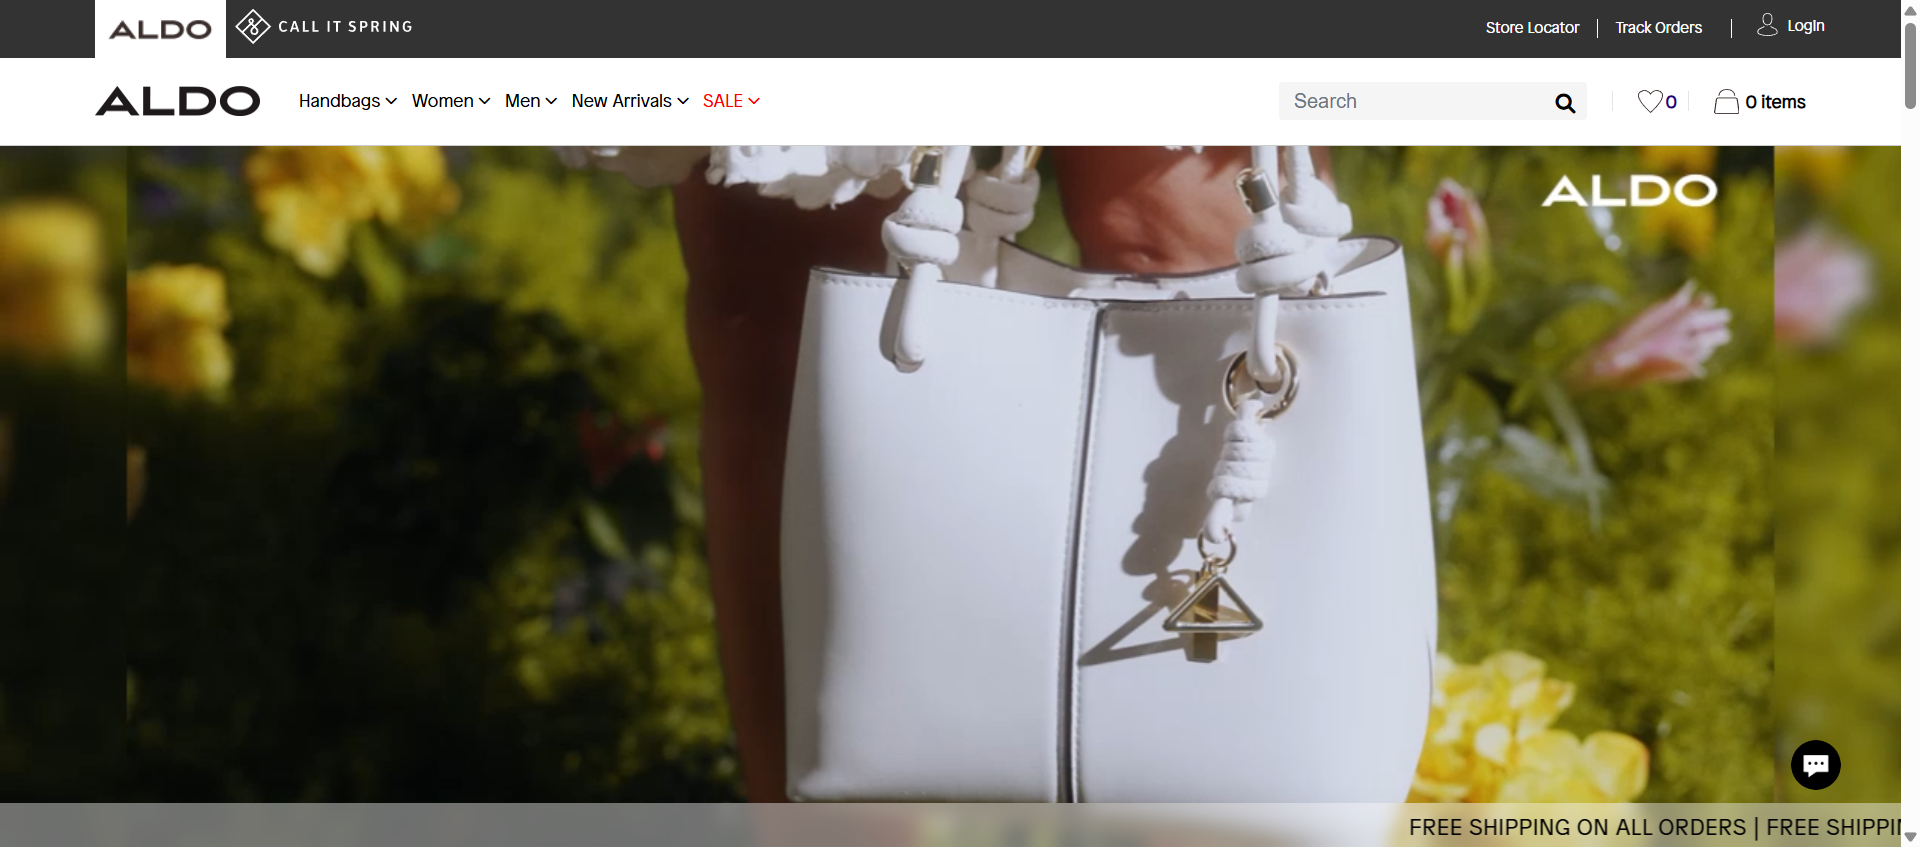 ALDO
CALL IT SPRING
Store Locator
Track Orders
Login
ALDO
Handbags
Women
Men
New Arrivals
SALE
Search
0
0 items
ALDO
FREE SHIPPING ON ALL ORDERS | FREE